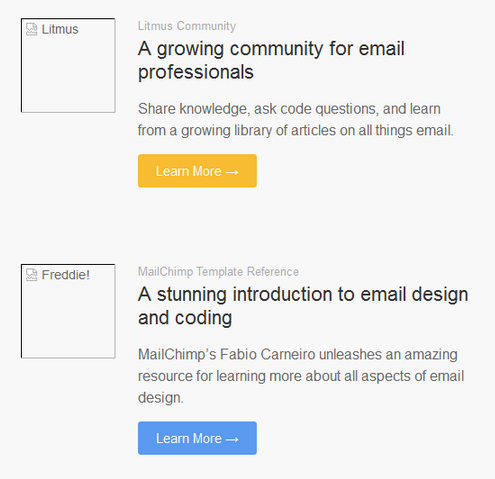 Litmus
Litmus Community
A growing community for email
professionals
Share knowledge, ask code questions, and learn
from a growing library of articles on all things email.
Learn More →
Freddie!
MailChimp Template Reference
A stunning introduction to email design
and coding
MailChimp's Fabio Carneiro unleashes an amazing
resource for learning more about all aspects of email
design.
Learn More →